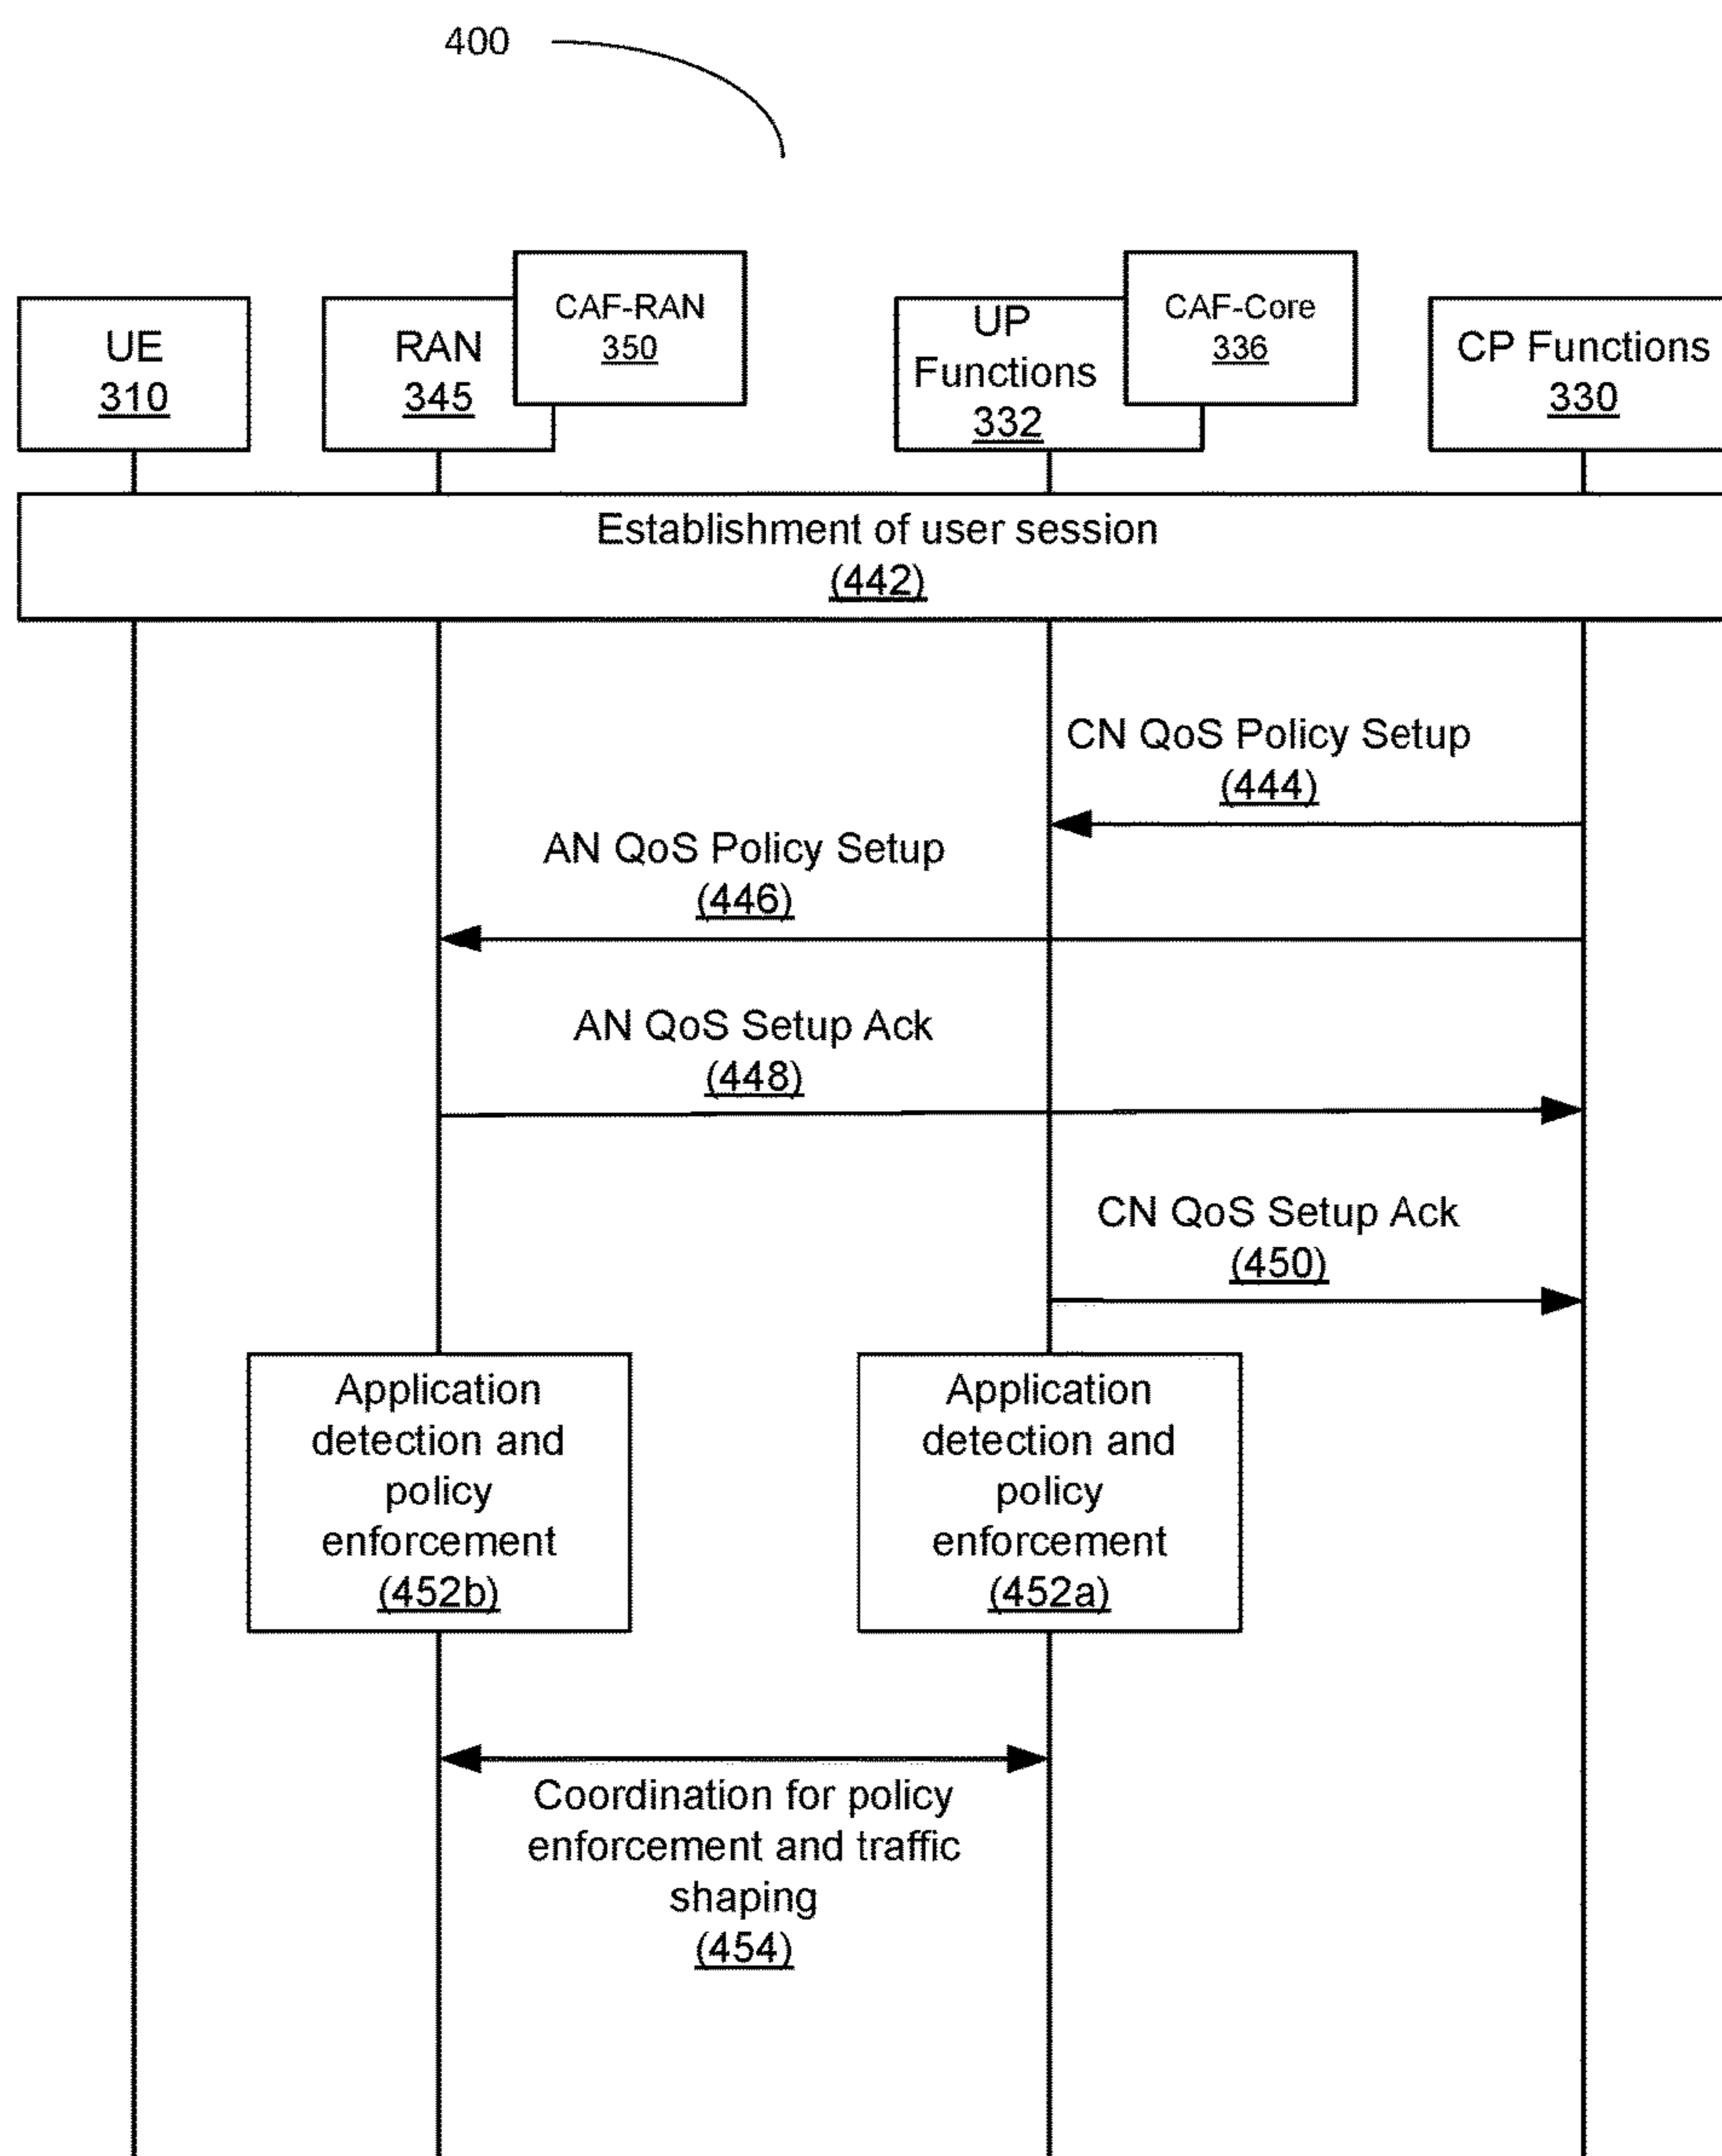 400
UE
310
RAN
345
CAF-RAN
350
UP
Functions
332
CAF-Core
336
CP Functions
330
Establishment of user session
(442)
CN QoS Policy Setup
(444)
AN QoS Policy Setup
(446)
AN QoS Setup Ack
(448)
CN QoS Setup Ack
(450)
Application
detection and
policy
enforcement
(452b)
Application
detection and
policy
enforcement
(452a)
Coordination for policy
enforcement and traffic
shaping
(454)